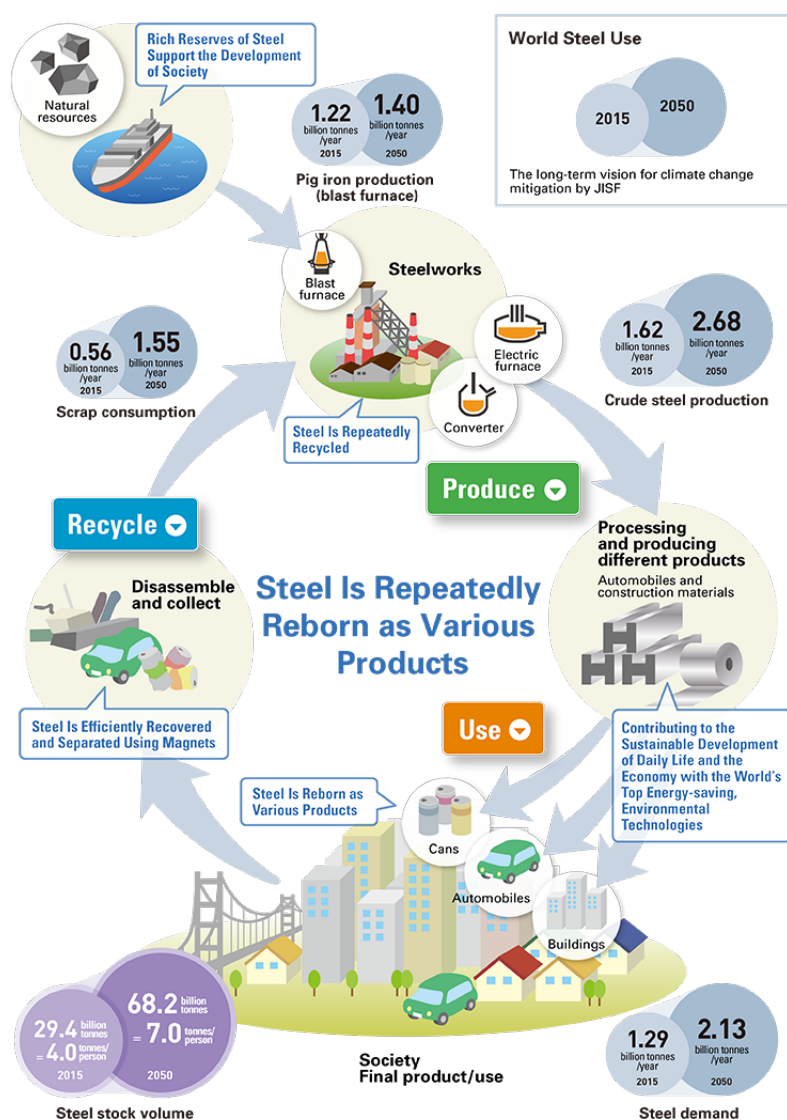 Natural
resources
Rich Reserves of Steel
Support the Development
of Society
World Steel Use
2015
2050
The long-term vision for climate change
mitigation by JISF
1.22
billion tonnes
/year
2015
1.40
billion tonnes
/year
2050
Pig iron production
(blast furnace)
Blast
furnace
Steelworks
Electric
furnace
Converter
Steel Is Repeatedly
Recycled
0.56
billion tonnes
/year
2015
1.55
billion tonnes
/year
2050
Scrap consumption
1.62
billion tonnes
/year
2015
2.68
billion tonnes
/year
2050
Crude steel production
Produce
Recycle
Disassemble
and collect
Steel Is Efficiently Recovered
and Separated Using Magnets
Steel Is Repeatedly
Reborn as Various
Products
Processing
and producing
different products
Automobiles and
construction materials
Contributing to the
Sustainable Development
of Daily Life and the
Economy with the World's
Top Energy-saving,
Environmental
Technologies
Use
Steel Is Reborn as
Various Products
Cans
Automobiles
Buildings
29.4 billion tonnes
= 4.0 tonnes/person
2015
68.2 billion tonnes
= 7.0 tonnes/person
2050
Steel stock volume
Society
Final product/use
1.29
billion tonnes
/year
2015
2.13
billion tonnes
/year
2050
Steel demand